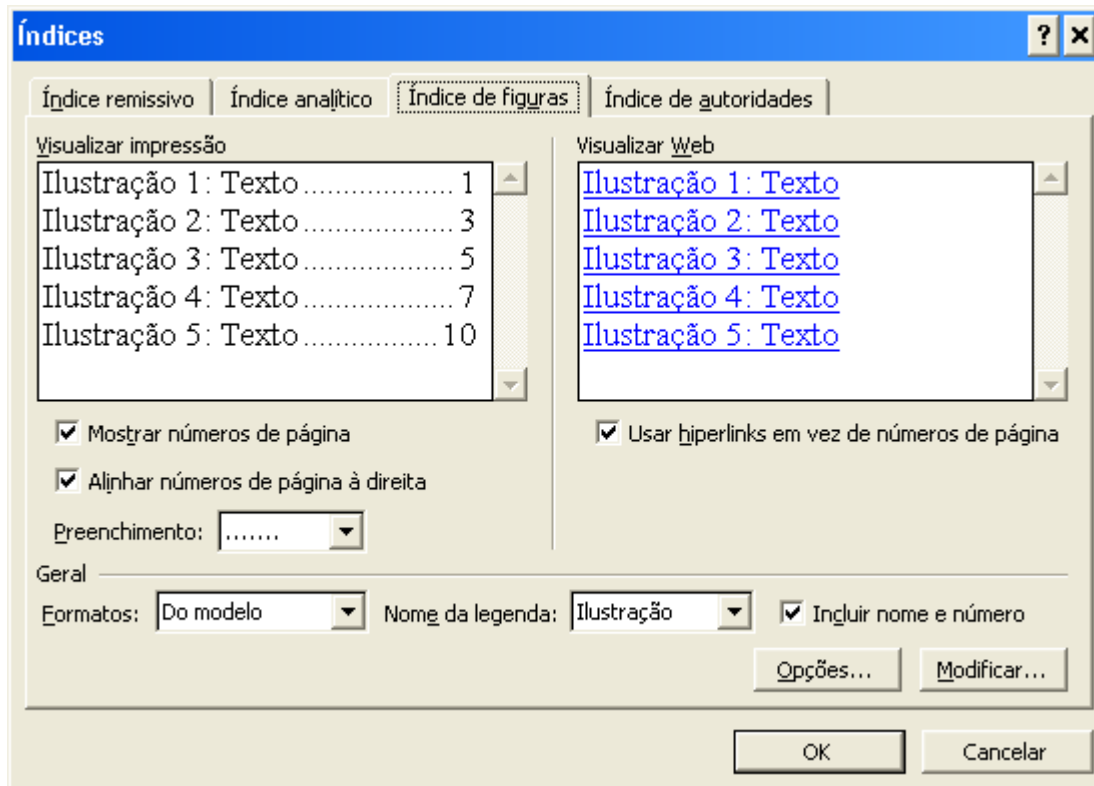 Índices
Índice remissivo Índice analítico Índice de figuras Índice de autoridades
Visualizar impressão
Ilustração 1: Texto................... 1
Ilustração 2: Texto................... 3
Ilustração 3: Texto................... 5
Ilustração 4: Texto................... 7
Ilustração 5: Texto................. 10
Mostrar números de página
Alinhar números de página à direita
Preenchimento: .......
Visualizar Web
Ilustração 1: Texto
Ilustração 2: Texto
Ilustração 3: Texto
Ilustração 4: Texto
Ilustração 5: Texto
Usar hiperlinks em vez de números de página
Geral
Formatos: Do modelo Nome da legenda: Ilustração Incluir nome e número
Opções... Modificar...
OK Cancelar